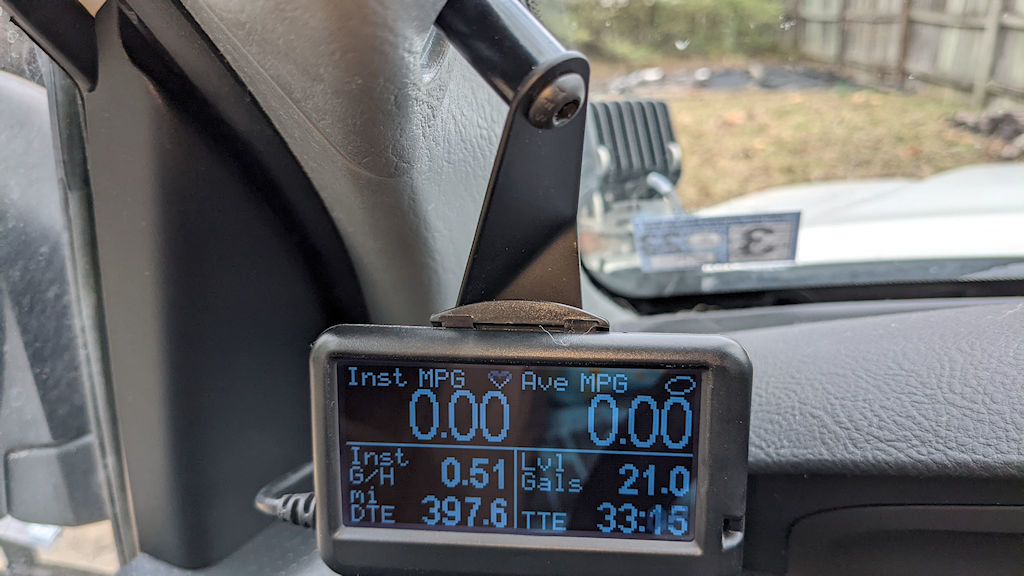 Inst MPG Ave MPG
0.00 0.00
Inst G/H 0.51 Lvl Gals 21.0
mi DTE 397.6 TTE 33:15
3